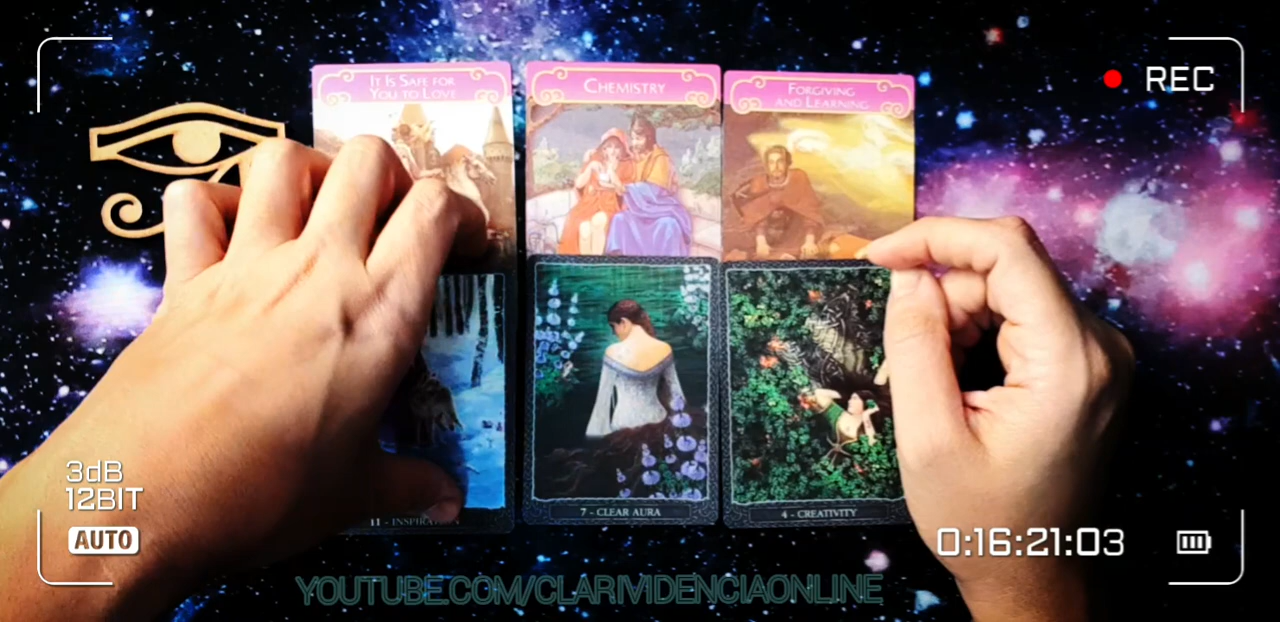 REC
IT IS SAFE FOR
YOU TO LOVE
CHEMISTRY
FORGIVING
AND LEARNING
3dB
12BIT
AUTO
11 - INSPIRATION
7 - CLEAR AURA
4 - CREATIVITY
0:16:21:03
YOUTUBE.COM/CLARIVIDENCIAONLINE